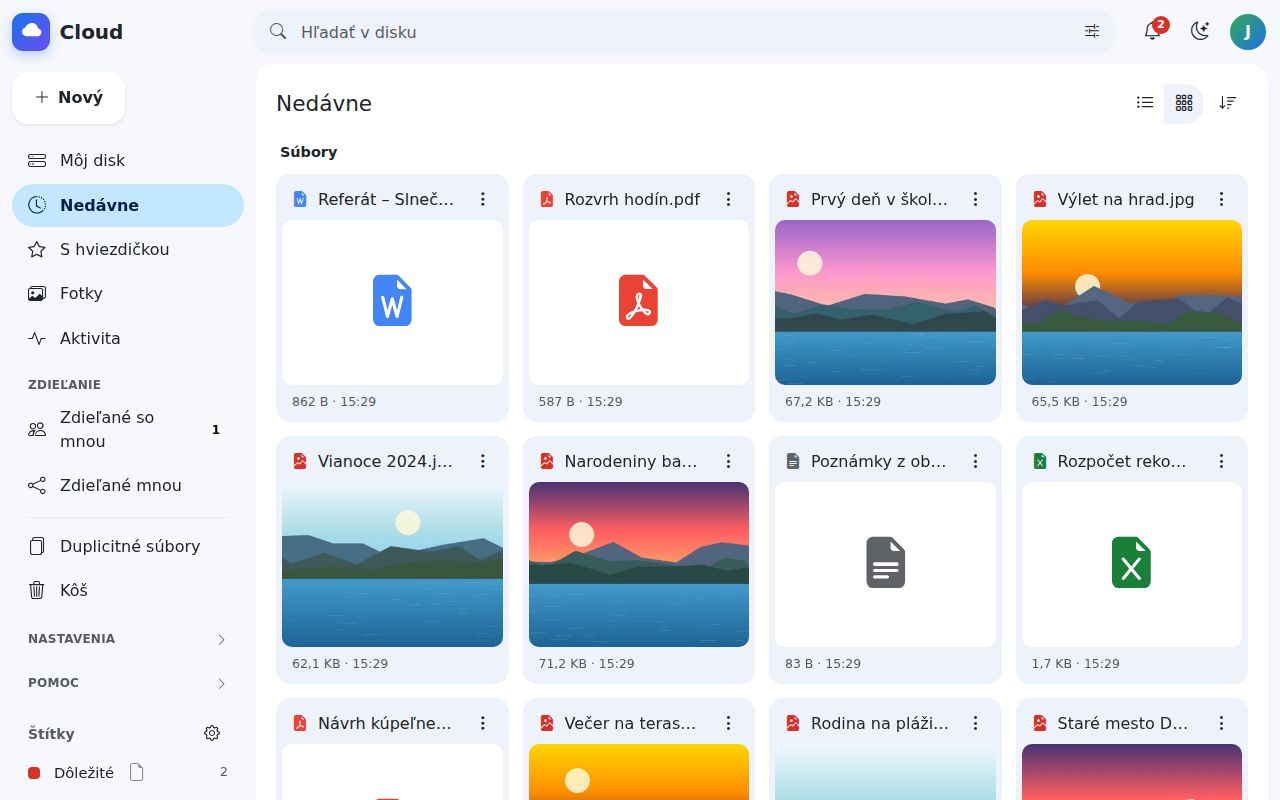 Cloud
Hľadať v disku
2
J
Nový
Môj disk
Nedávne
S hviezdičkou
Fotky
Aktivita
ZDIEĽANIE
Zdieľané so
mnou
1
Zdieľané mnou
Duplicitné súbory
Kôš
NASTAVENIA
POMOC
Štítky
Dôležité
2
Nedávne
Súbory
Referát – Slneč…
Rozvrh hodín.pdf
Prvý deň v škol…
Výlet na hrad.jpg
862 B · 15:29
587 B · 15:29
67,2 KB · 15:29
65,5 KB · 15:29
Vianoce 2024.j…
Narodeniny ba…
Poznámky z ob…
Rozpočet reko…
62,1 KB · 15:29
71,2 KB · 15:29
83 B · 15:29
1,7 KB · 15:29
Návrh kúpeľne…
Večer na teras…
Rodina na pláži…
Staré mesto D…